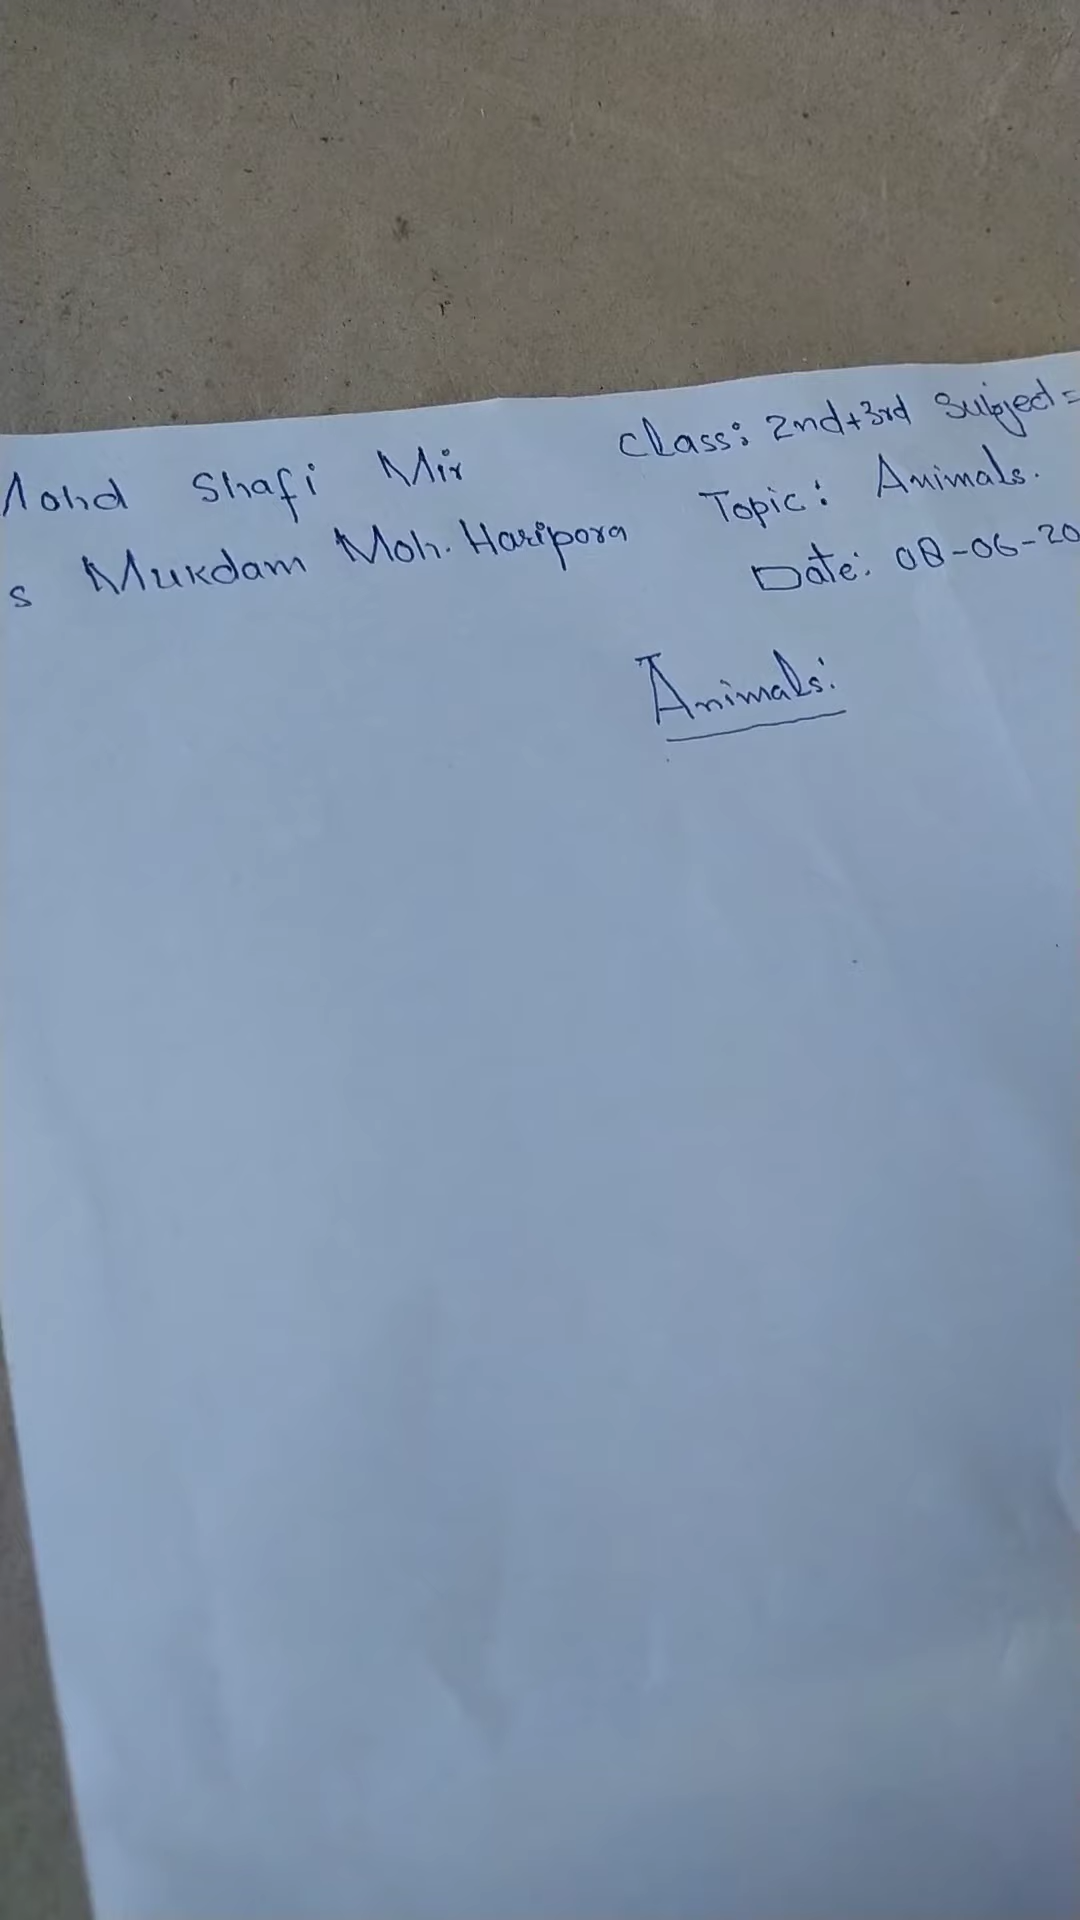 Mohd Shafi Mir Class: 2nd+3rd Subject =
s Mukdam Moh. Haripora Topic: Animals.
Date: 08-06-20
Animals: